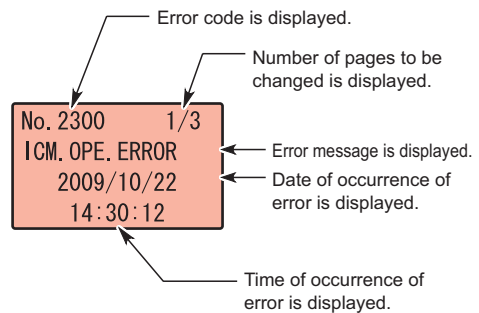 Error code is displayed.
Number of pages to be
changed is displayed.
No. 2300 1/3
ICM. OPE. ERROR
2009/10/22
14:30:12
Error message is displayed.
Date of occurrence of
error is displayed.
Time of occurrence of
error is displayed.